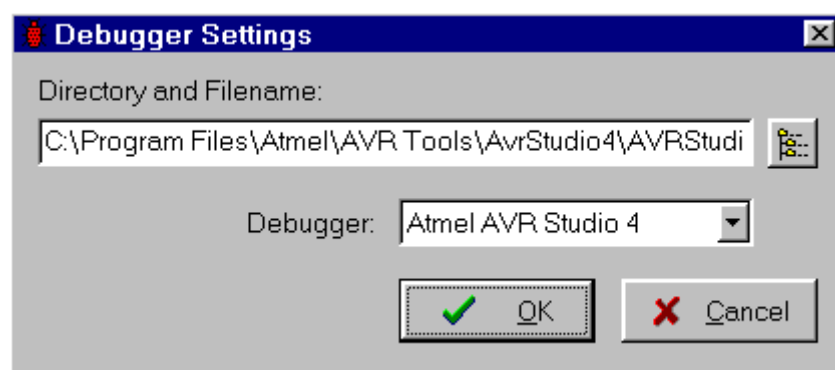 Debugger Settings
Directory and Filename:
C:\Program Files\Atmel\AVR Tools\AvrStudio4\AVRStudi
Debugger: Atmel AVR Studio 4
OK Cancel